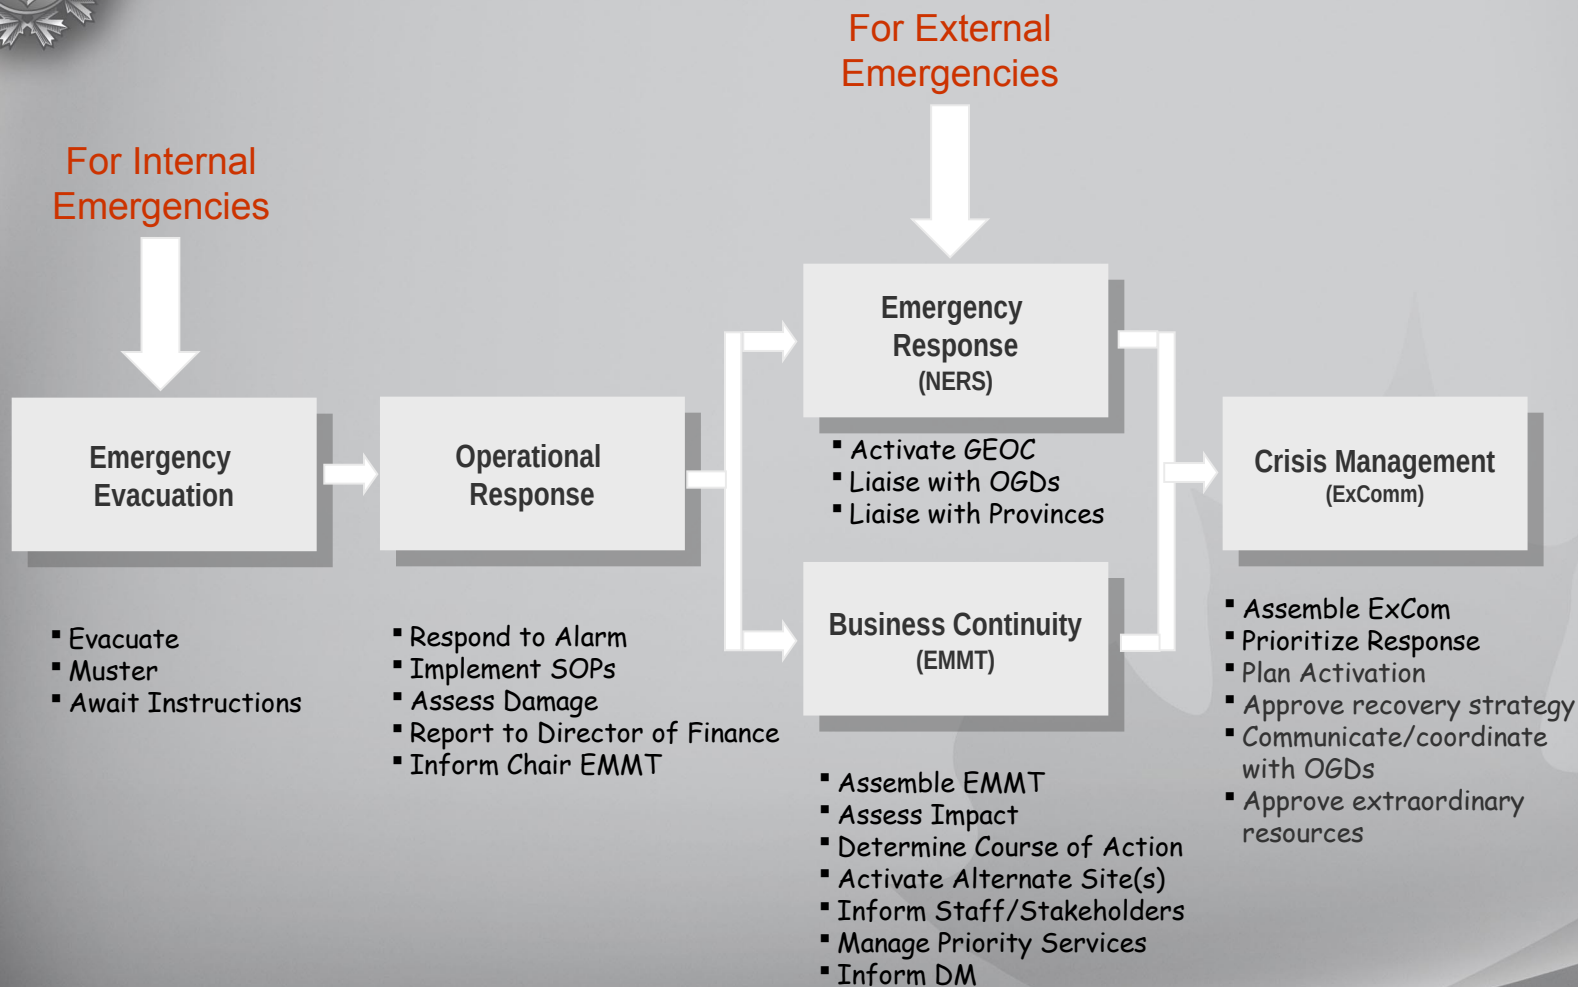 For External
Emergencies
For Internal
Emergencies
Emergency
Evacuation
▪ Evacuate
▪ Muster
▪ Await Instructions
Operational
Response
▪ Respond to Alarm
▪ Implement SOPs
▪ Assess Damage
▪ Report to Director of Finance
▪ Inform Chair EMMT
Emergency
Response
(NERS)
▪ Activate GEOC
▪ Liaise with OGDs
▪ Liaise with Provinces
Business Continuity
(EMMT)
▪ Assemble EMMT
▪ Assess Impact
▪ Determine Course of Action
▪ Activate Alternate Site(s)
▪ Inform Staff/Stakeholders
▪ Manage Priority Services
▪ Inform DM
Crisis Management
(ExComm)
▪ Assemble ExCom
▪ Prioritize Response
▪ Plan Activation
▪ Approve recovery strategy
▪ Communicate/coordinate
with OGDs
▪ Approve extraordinary
resources